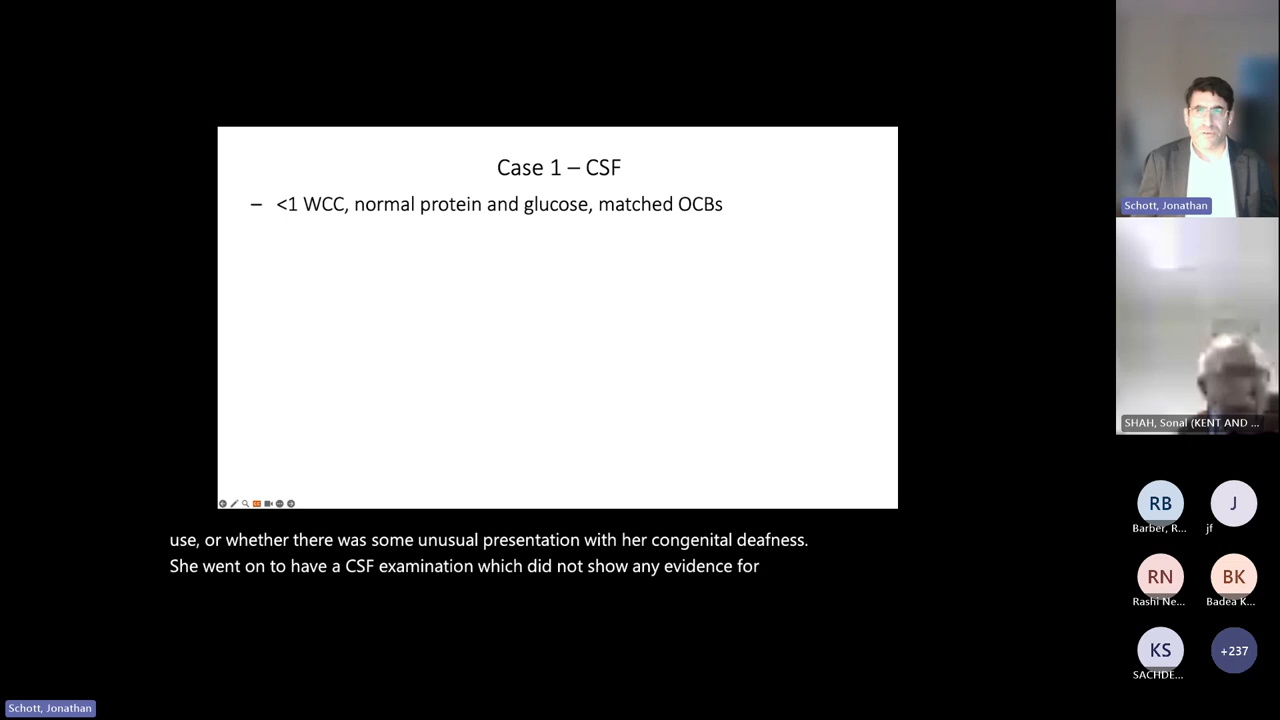 Case 1 – CSF
– <1 WCC, normal protein and glucose, matched OCBs
use, or whether there was some unusual presentation with her congenital deafness.
She went on to have a CSF examination which did not show any evidence for
Schott, Jonathan
Schott, Jonathan
SHAH, Sonal (KENT AND ...
RB
Barber, R...
J
jf
RN
Rashi Ne...
BK
Badea K...
KS
SACHDE...
+237